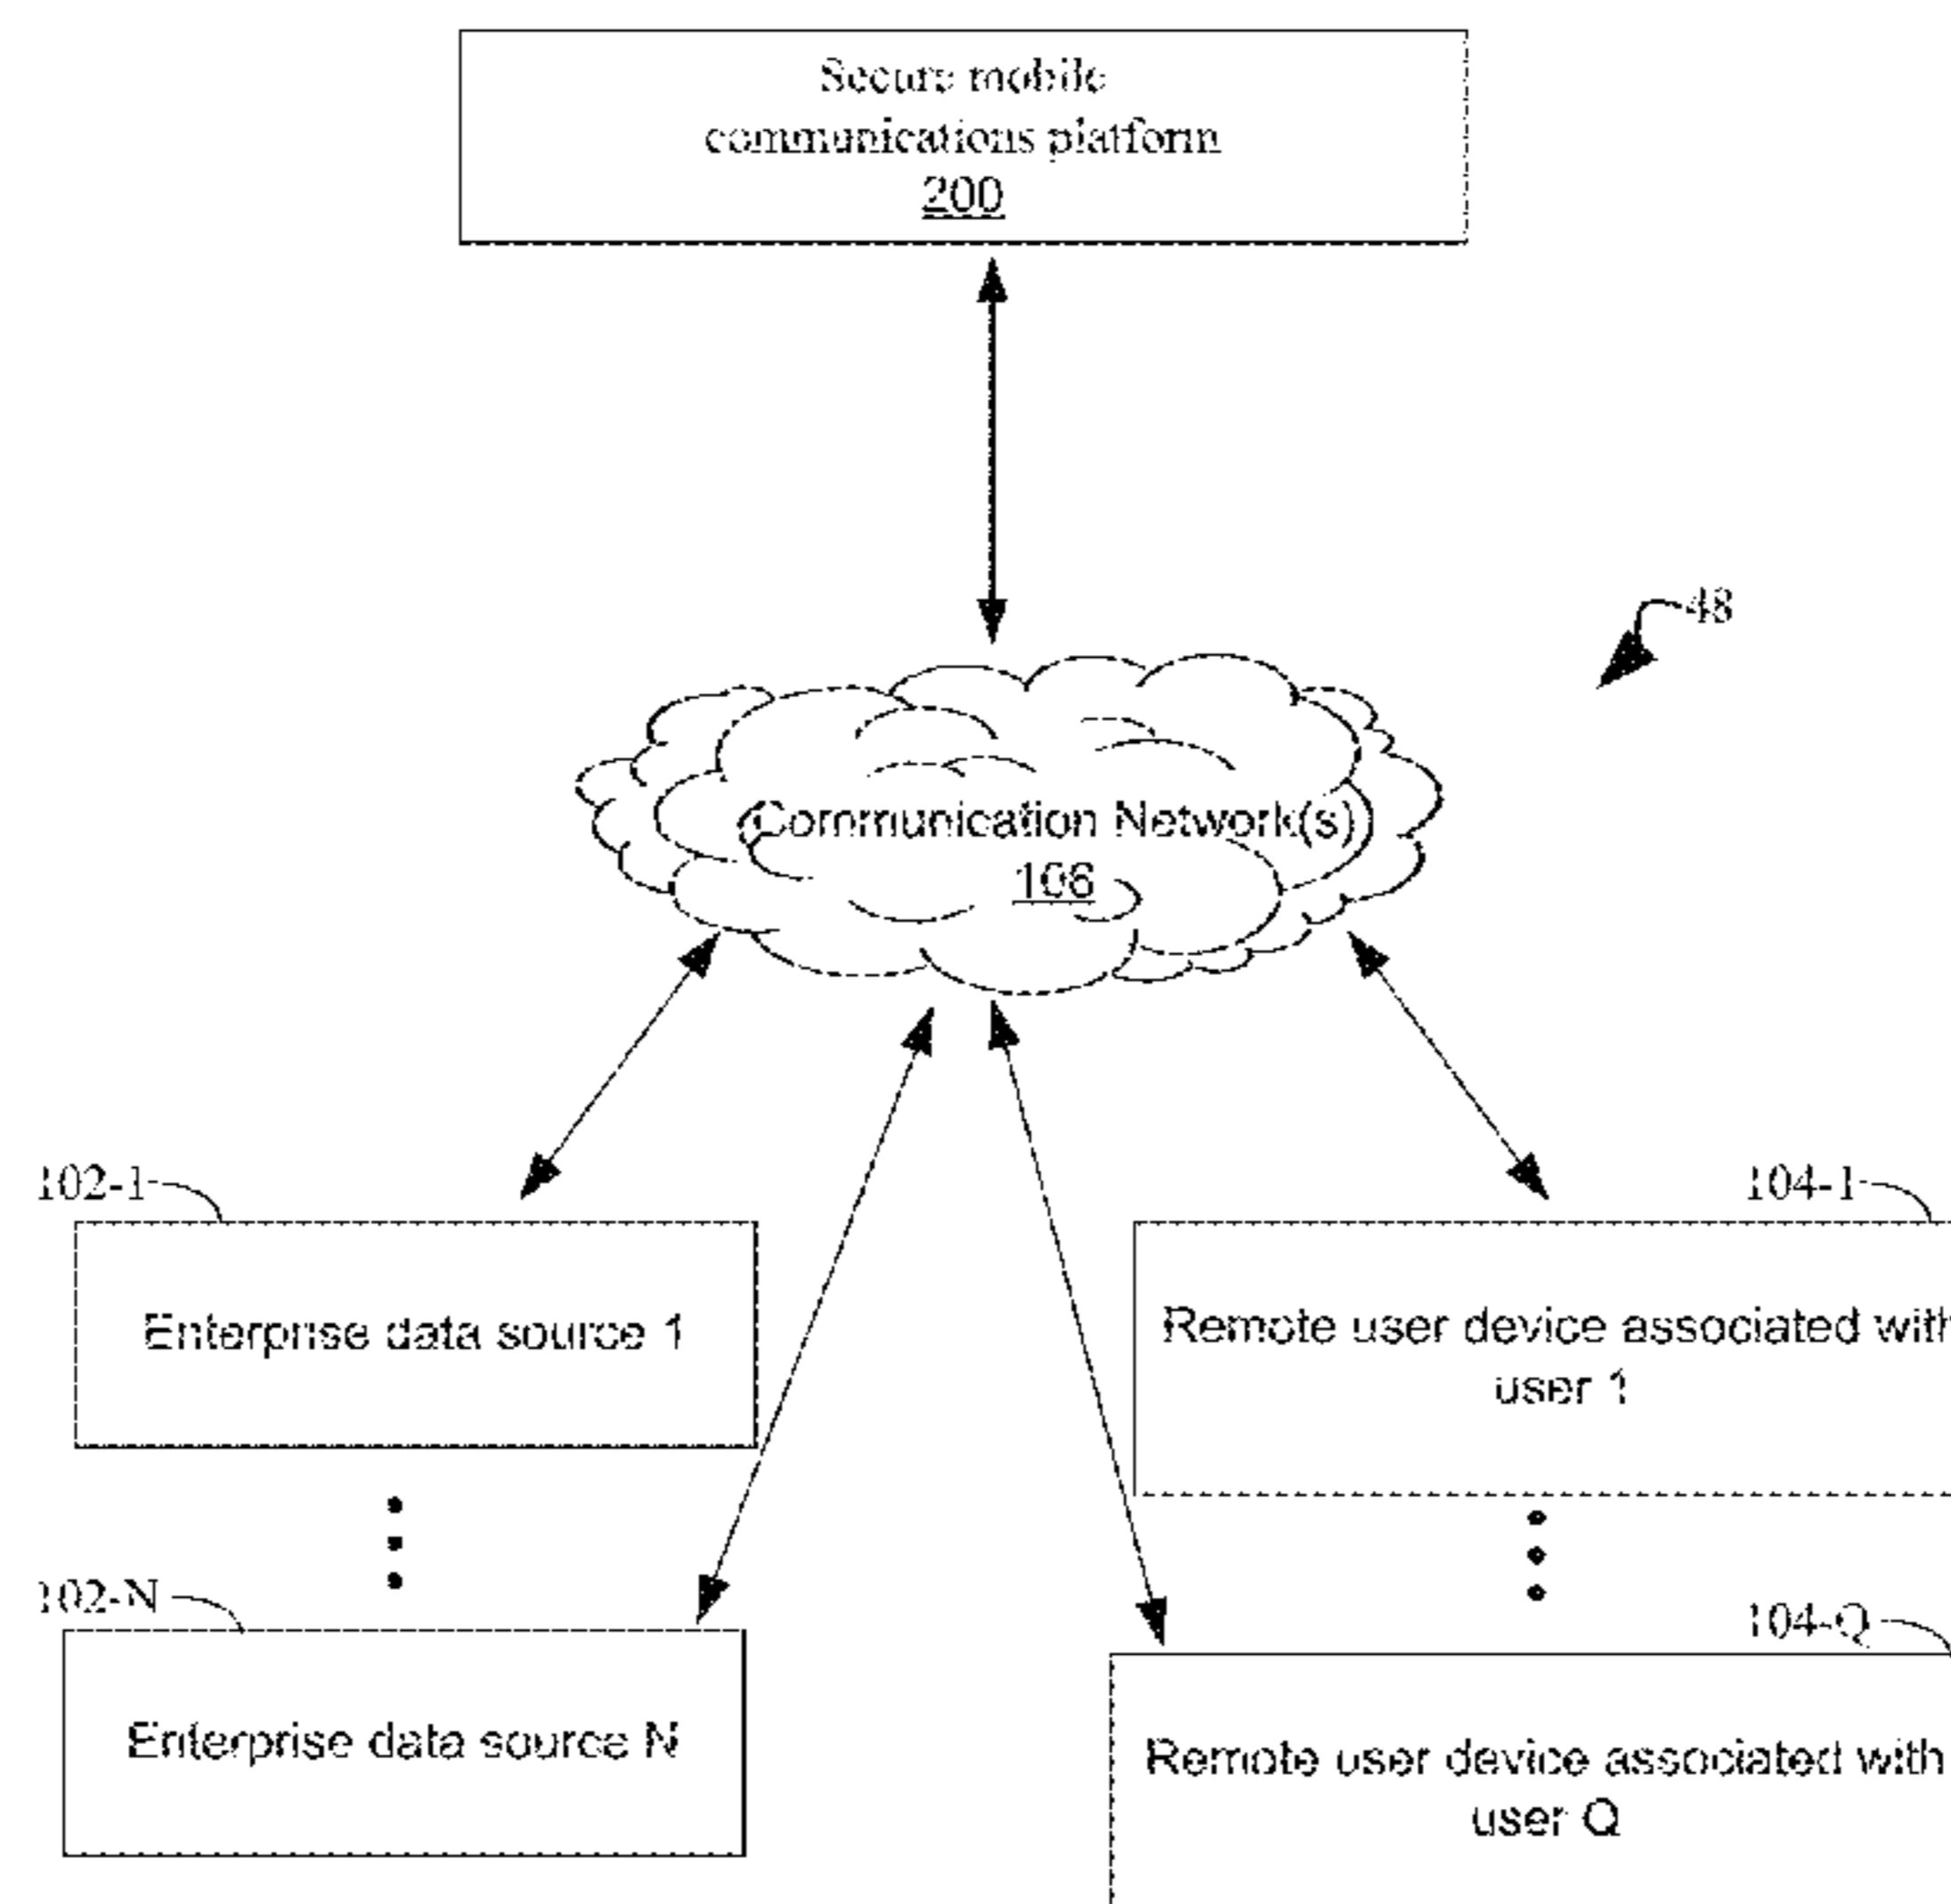 Secure mobile
communications platform
200
48
Communication Network(s)
106
102-1
104-1
Enterprise data source 1
Remote user device associated with
user 1
102-N
104-Q
Enterprise data source N
Remote user device associated with
user Q